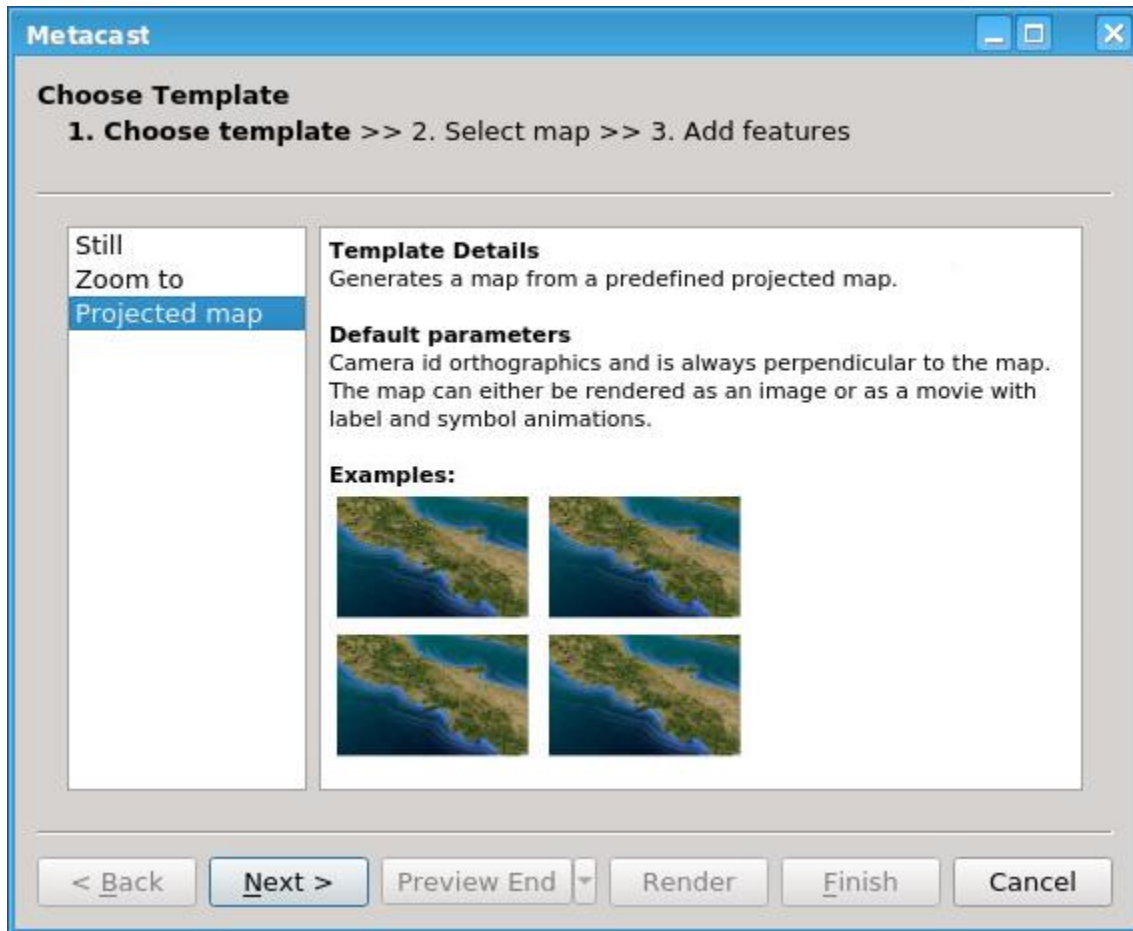 Metacast
Choose Template
1. Choose template >> 2. Select map >> 3. Add features
Still
Zoom to
Projected map
Template Details
Generates a map from a predefined projected map.
Default parameters
Camera id orthographics and is always perpendicular to the map.
The map can either be rendered as an image or as a movie with
label and symbol animations.
Examples:
< Back
Next >
Preview End
Render
Finish
Cancel